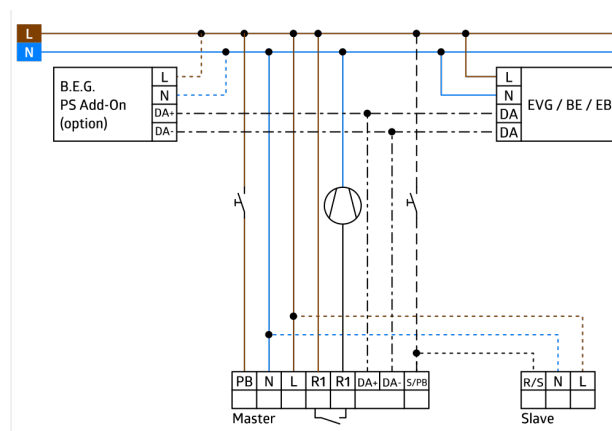 L
N
B.E.G.
PS Add-On
(option)
L
N
DA+
DA-
L
N
DA
DA
EVG / BE / EB
PB N L R1 R1 DA+ DA- S/PB
R/S N L
Master
Slave